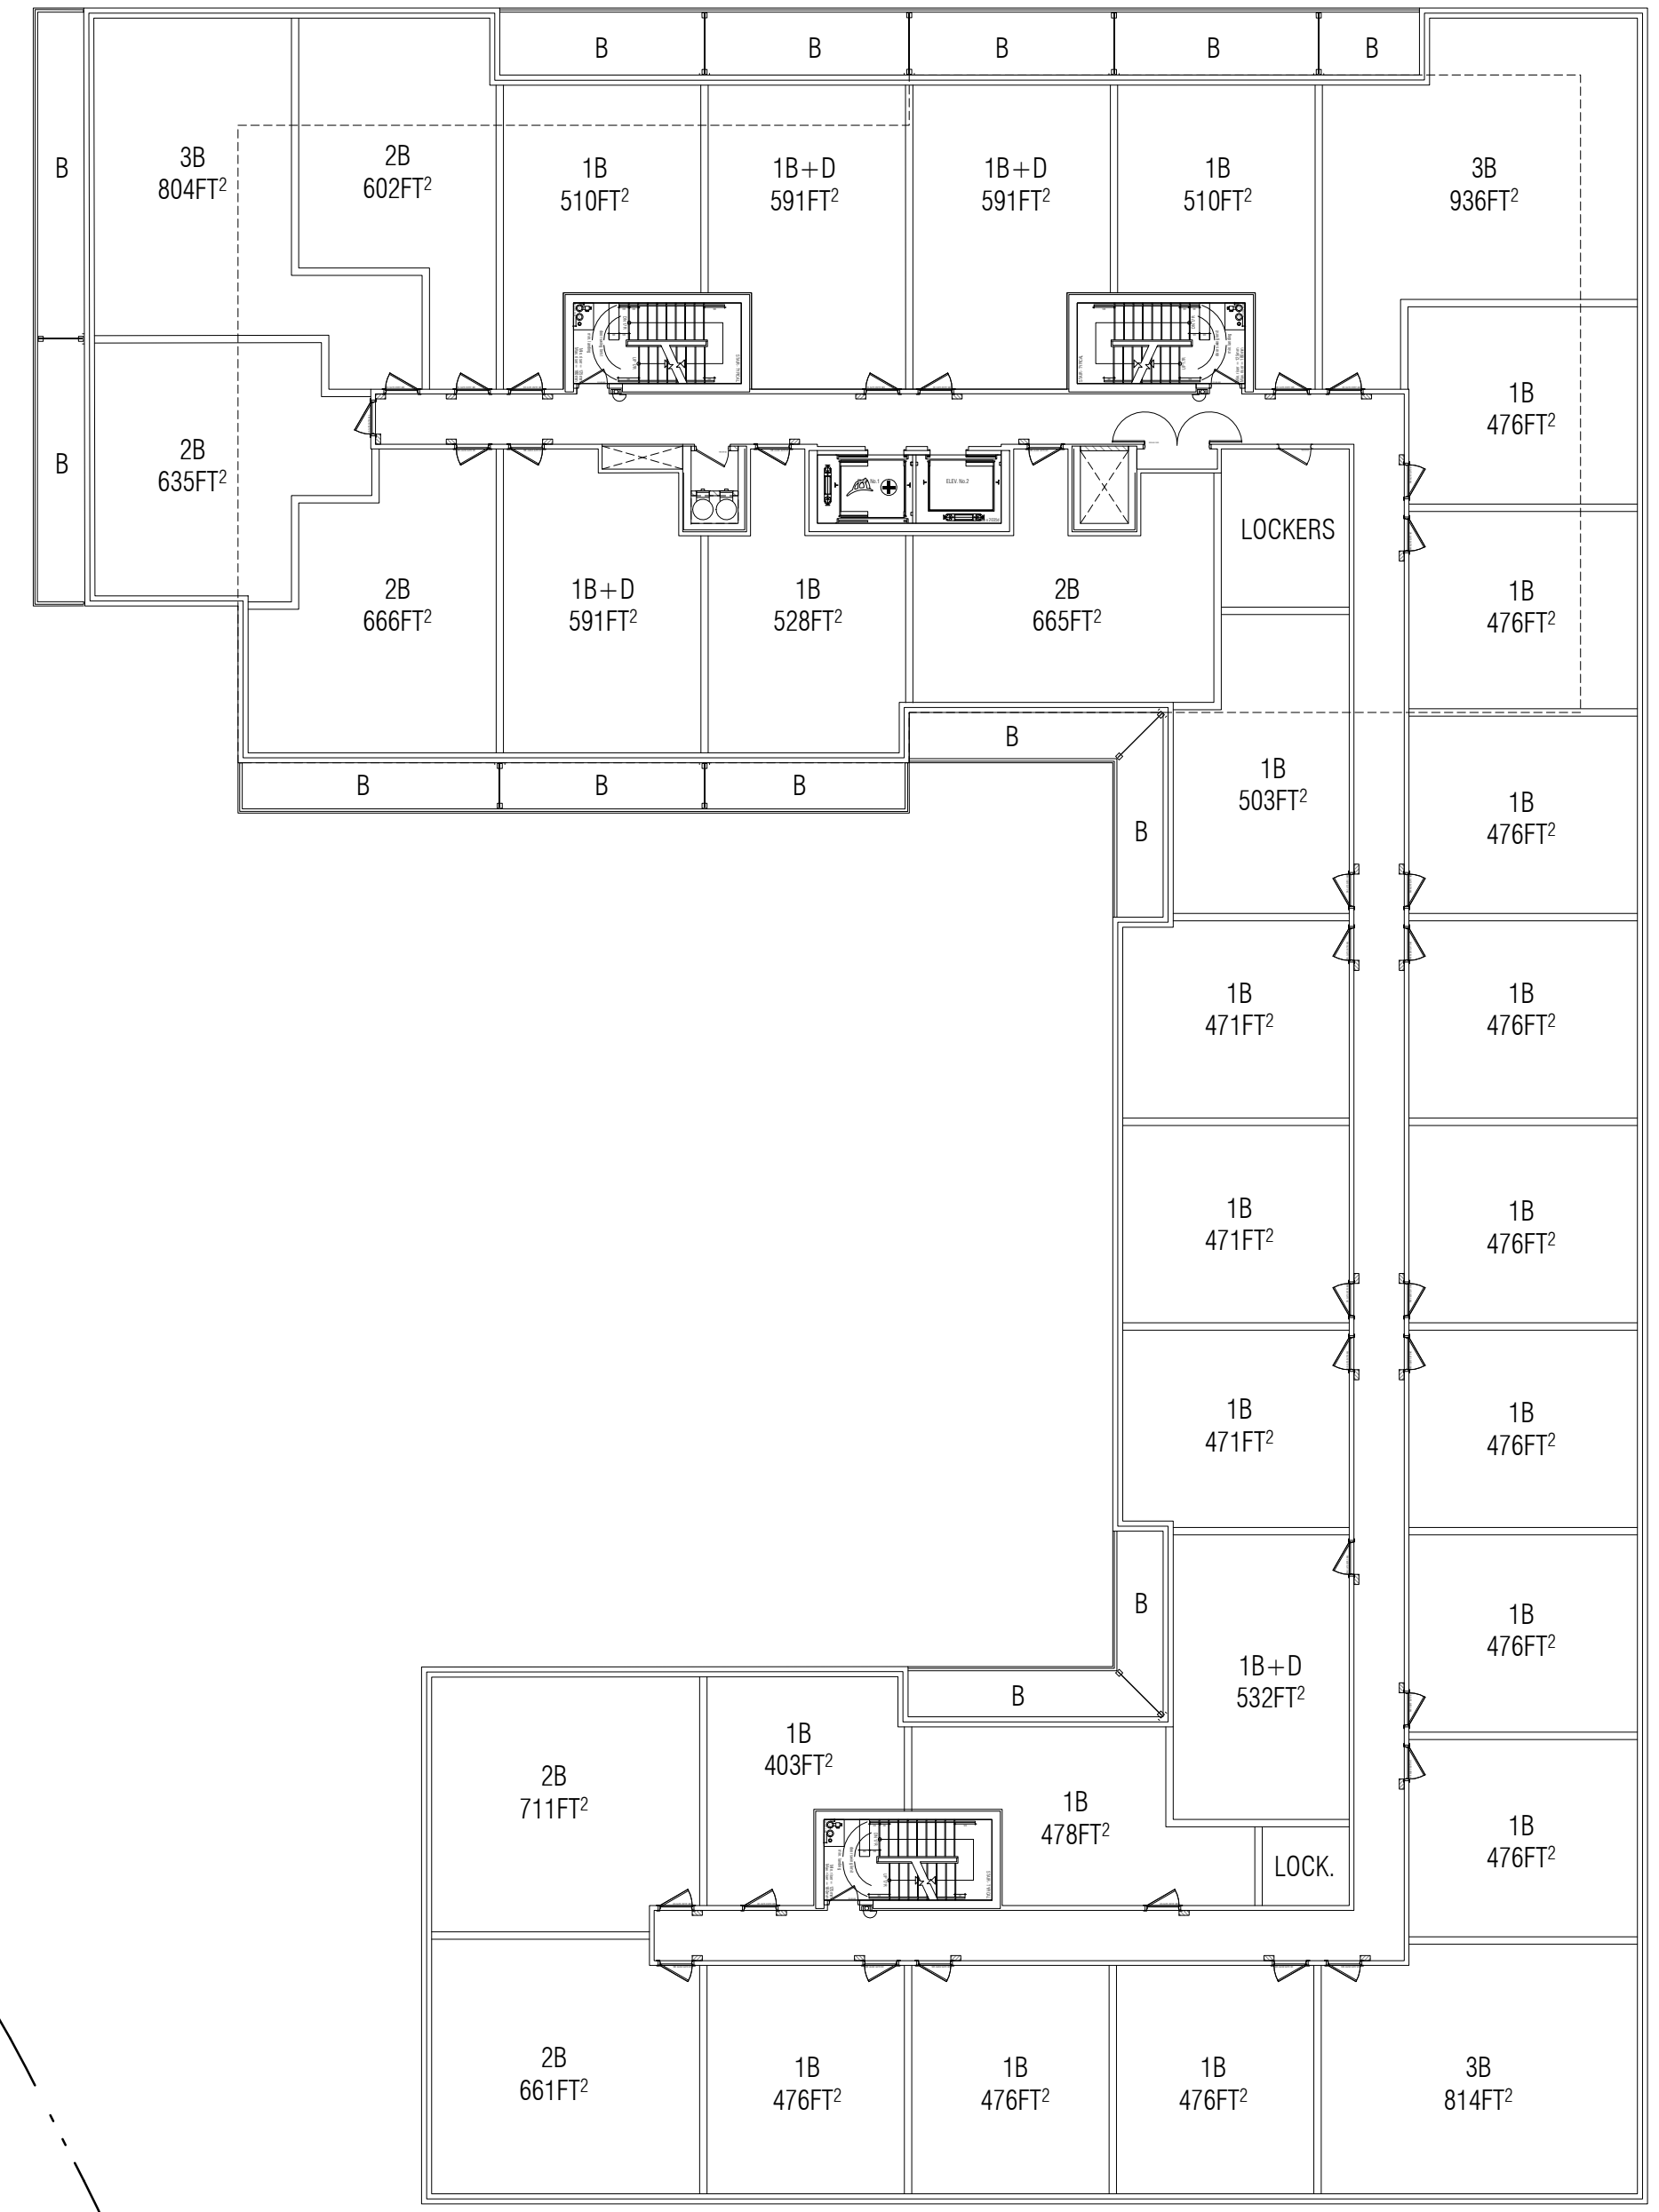 B
B
B
B
B
B
3B
804FT²
2B
602FT²
1B
510FT²
1B+D
591FT²
1B+D
591FT²
1B
510FT²
3B
936FT²
1B
476FT²
B
2B
635FT²
ELEV. No.2
LOCKERS
2B
666FT²
1B+D
591FT²
1B
528FT²
2B
665FT²
1B
476FT²
B
B
B
B
B
1B
503FT²
1B
476FT²
1B
471FT²
1B
476FT²
1B
471FT²
1B
476FT²
1B
471FT²
1B
476FT²
B
1B
476FT²
B
1B+D
532FT²
2B
711FT²
1B
403FT²
1B
478FT²
LOCK.
1B
476FT²
2B
661FT²
1B
476FT²
1B
476FT²
1B
476FT²
3B
814FT²